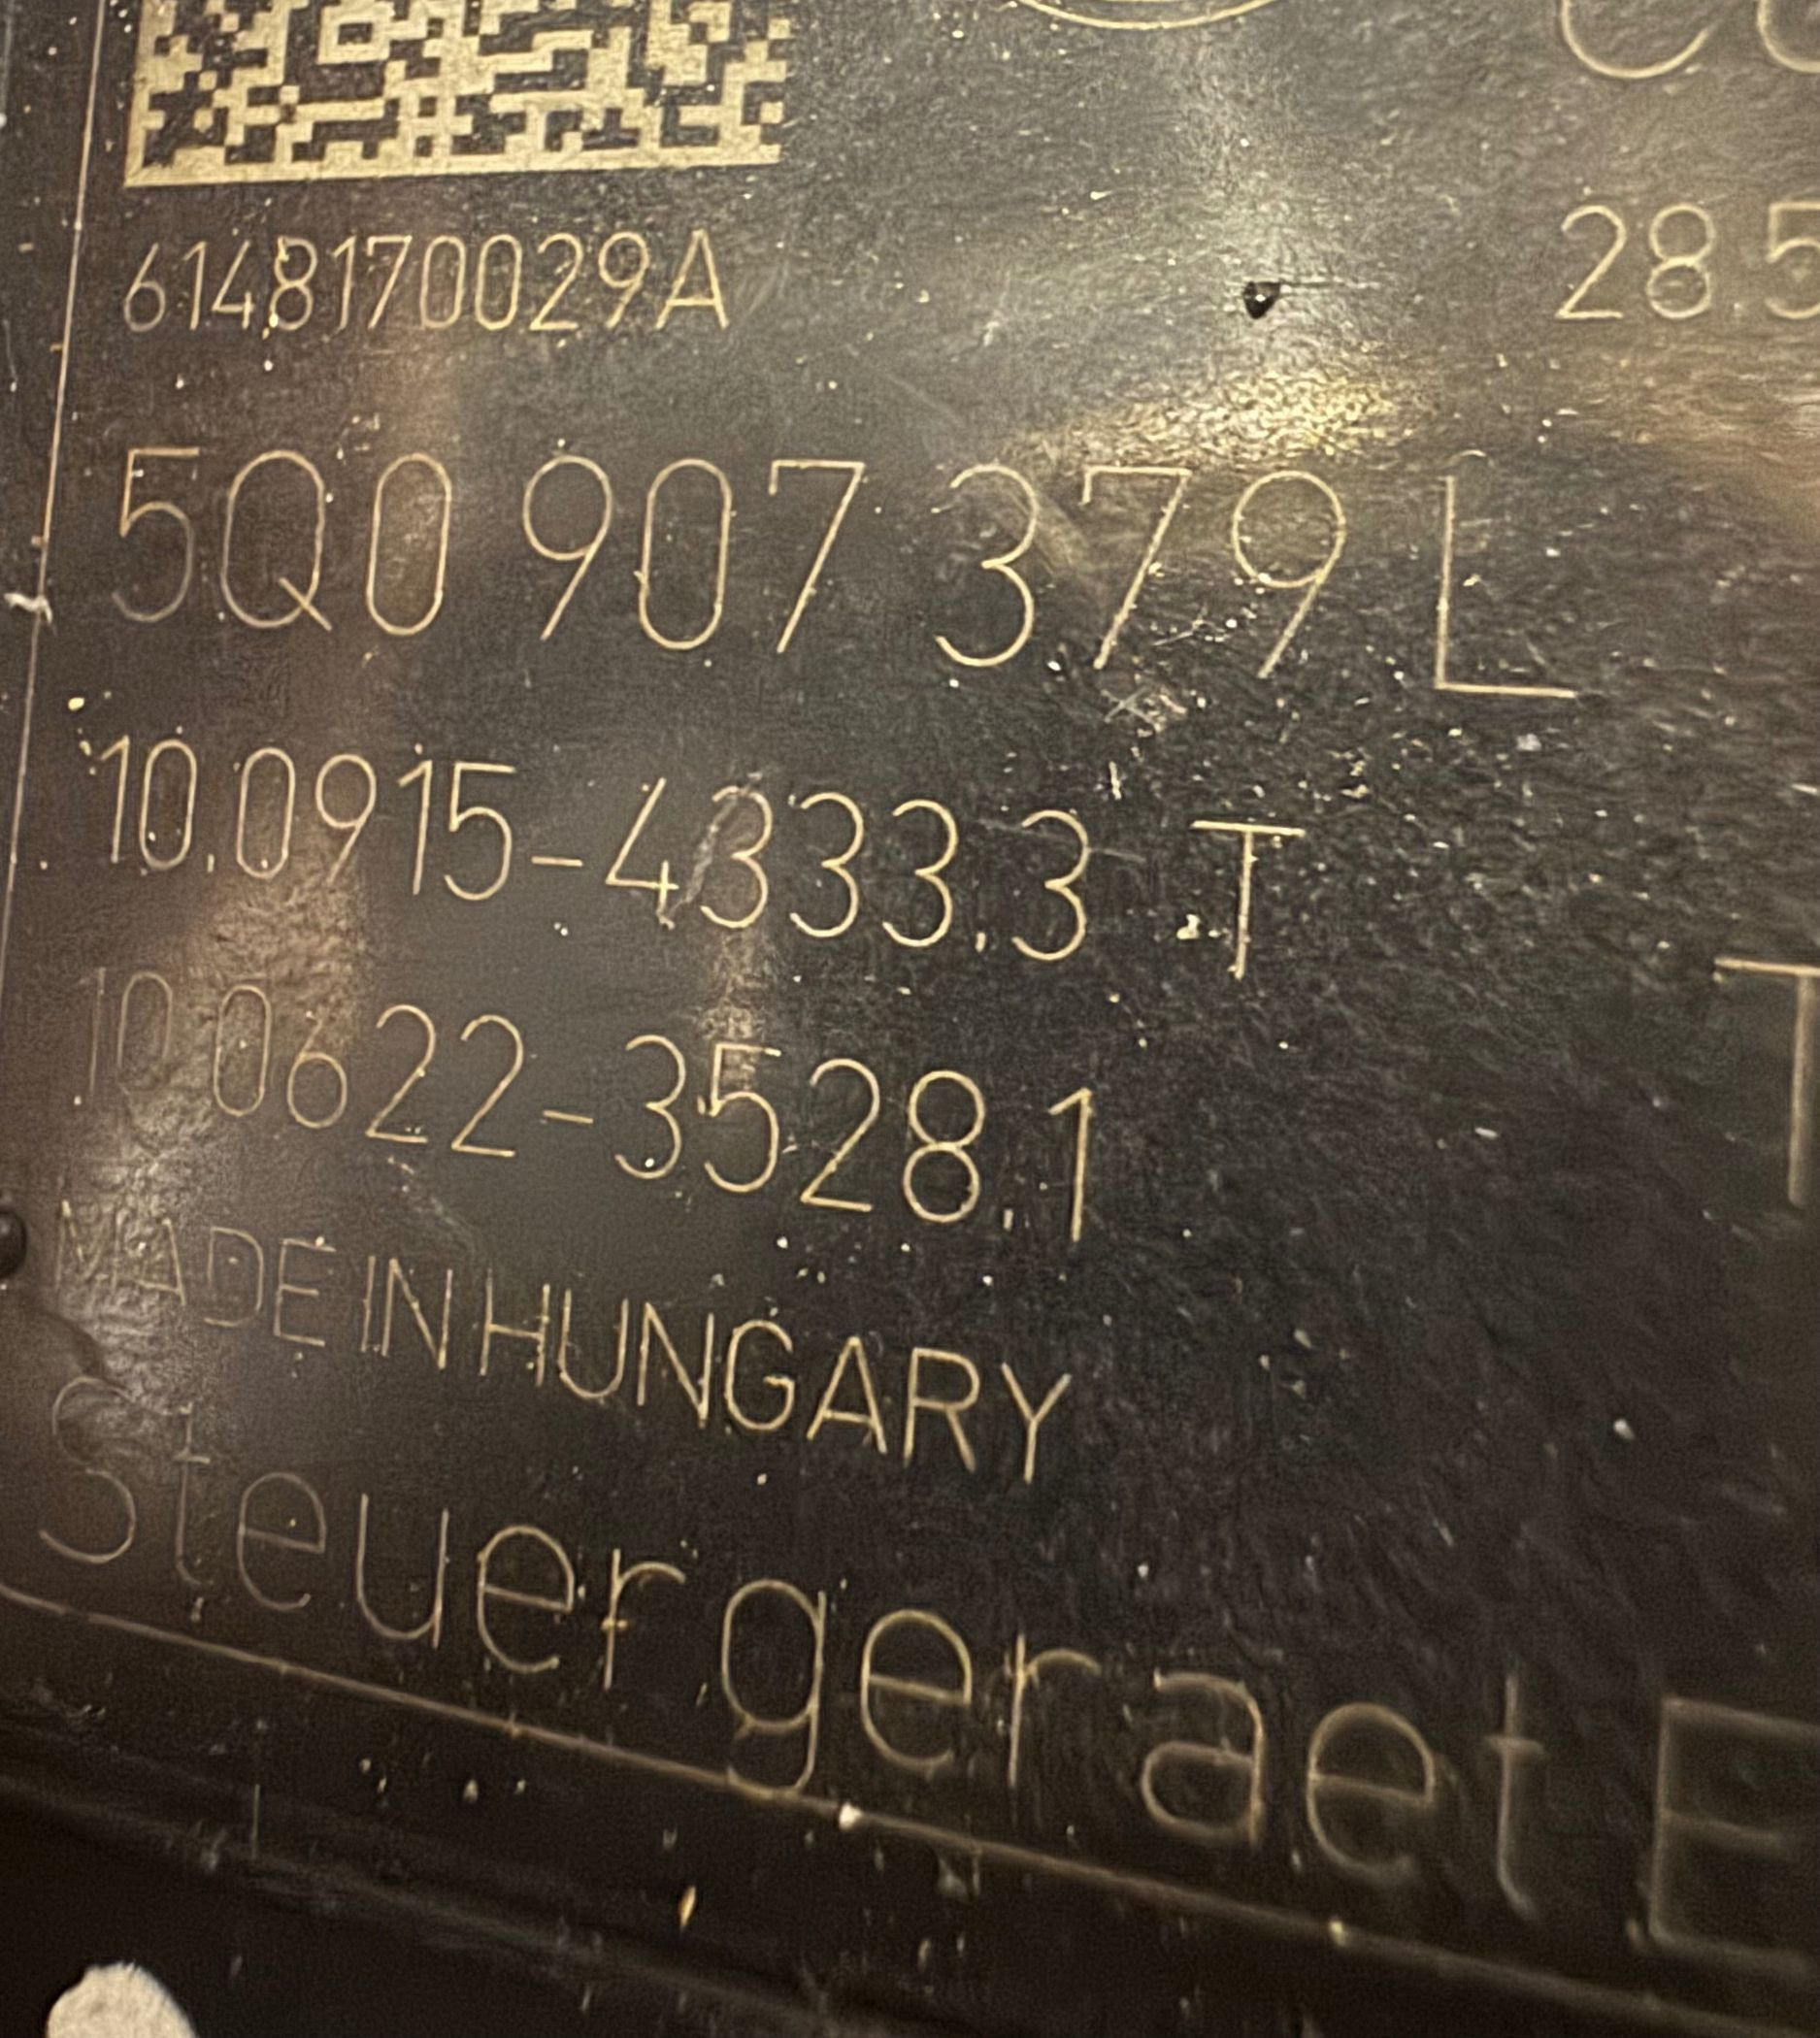 6148170029A
28.5
5Q0 907 379 L
10.0915-4333.3 T
10.0622-3528.1
MADE IN HUNGARY
Steuergeraet E